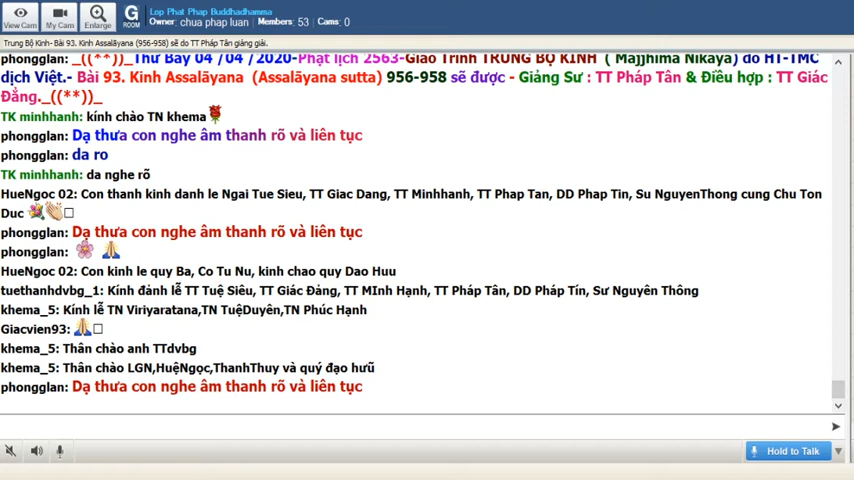 Lop Phat Phap Buddhadhamma
Owner: chua phap luan Members: 53 Cams: 0
View Cam
My Cam
Enlarge
G
ROOM
Trung Bộ Kinh- Bài 93. Kinh Assalāyana (956-958) sẽ do TT Pháp Tân giảng giải.
phongglan: _((**))_Thứ Bảy 04 /04 /2020-Phật lịch 2563-Giáo Trình TRUNG BỘ KINH ( Majjhima Nikāya) do HT-TMC
dịch Việt.- Bài 93. Kinh Assalāyana (Assalāyana sutta) 956-958 sẽ được - Giảng Sư : TT Pháp Tân & Điều hợp : TT Giác
Đẳng._((**))_
TK minhhanh: kính chào TN khema
phongglan: Dạ thưa con nghe âm thanh rõ và liên tục
phongglan: da ro
TK minhhanh: da nghe rõ
HueNgoc 02: Con thanh kinh danh le Ngai Tue Sieu, TT Giac Dang, TT Minhhanh, TT Phap Tan, DD Phap Tin, Su NguyenThong cung Chu Ton
Duc
phongglan: Dạ thưa con nghe âm thanh rõ và liên tục
phongglan:
HueNgoc 02: Con kinh le quy Ba, Co Tu Nu, kinh chao quy Dao Huu
tuethanhdvbg_1: Kính đảnh lễ TT Tuệ Siêu, TT Giác Đảng, TT MInh Hạnh, TT Pháp Tân, DD Pháp Tín, Sư Nguyên Thông
khema_5: Kính lễ TN Viriyaratana,TN TuệDuyên,TN Phúc Hạnh
Giacvien93:
khema_5: Thân chào anh TTdvbg
khema_5: Thân chào LGN,HuệNgọc,ThanhThuy và quý đạo hưũ
phongglan: Dạ thưa con nghe âm thanh rõ và liên tục
Hold to Talk